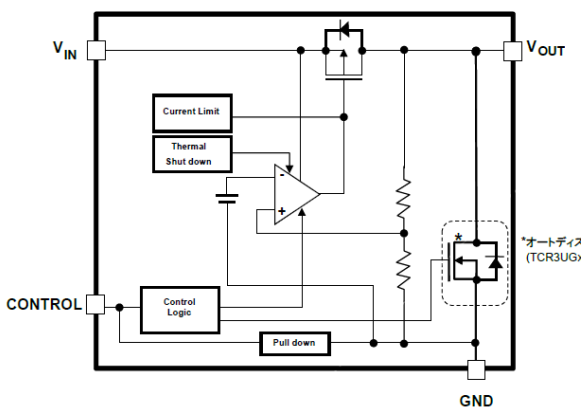 VIN
VOUT
Current Limit
Thermal
Shut down
-
+
*
*オートディス
(TCR3UGx
CONTROL
Control
Logic
Pull down
GND